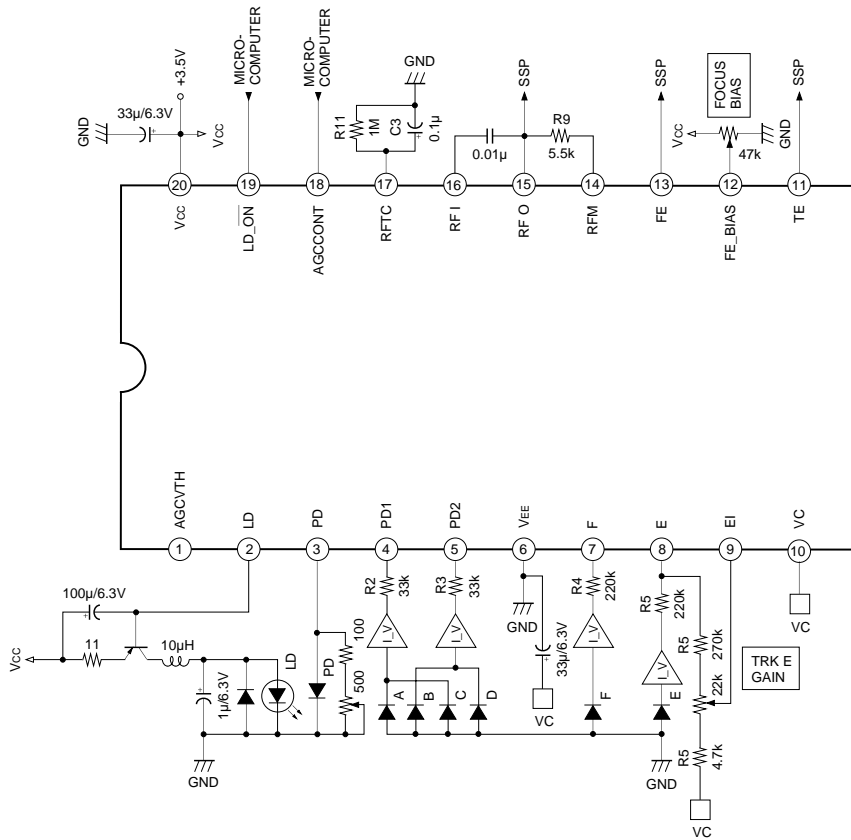 GND
33µ/6.3V
+3.5V
Vcc
MICRO-
COMPUTER
MICRO-
COMPUTER
GND
R11
1M
C3
0.1µ
0.01µ
SSP
R9
5.5k
SSP
FOCUS
BIAS
Vcc
GND
47k
SSP
20
19
18
17
16
15
14
13
12
11
Vcc
LD_ON
AGCCONT
RFTC
RF I
RF O
RFM
FE
FE_BIAS
TE
AGCVTH
LD
PD
PD1
PD2
VEE
F
E
EI
VC
1
2
3
4
5
6
7
8
9
10
100µ/6.3V
Vcc
11
10µH
1µ/6.3V
LD
GND
PD
100
500
R2
33k
I_V
R3
33k
I_V
A
B
C
D
GND
33µ/6.3V
VC
R4
220k
I_V
F
R5
220k
I_V
E
GND
R5
270k
22k
R5
4.7k
VC
TRK E
GAIN
VC